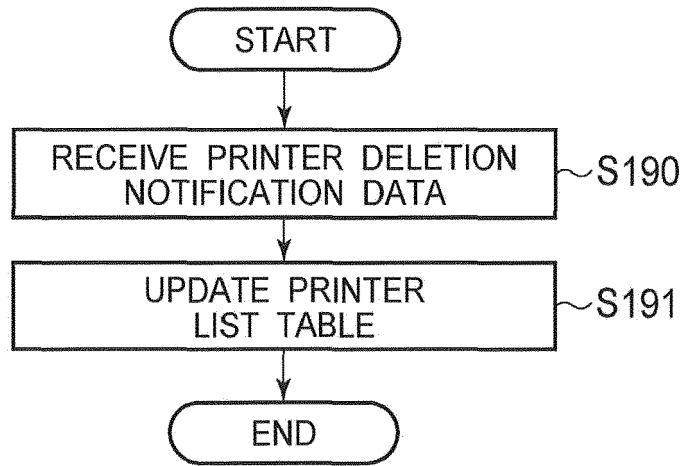 START
RECEIVE PRINTER DELETION
NOTIFICATION DATA
S190
UPDATE PRINTER
LIST TABLE
S191
END